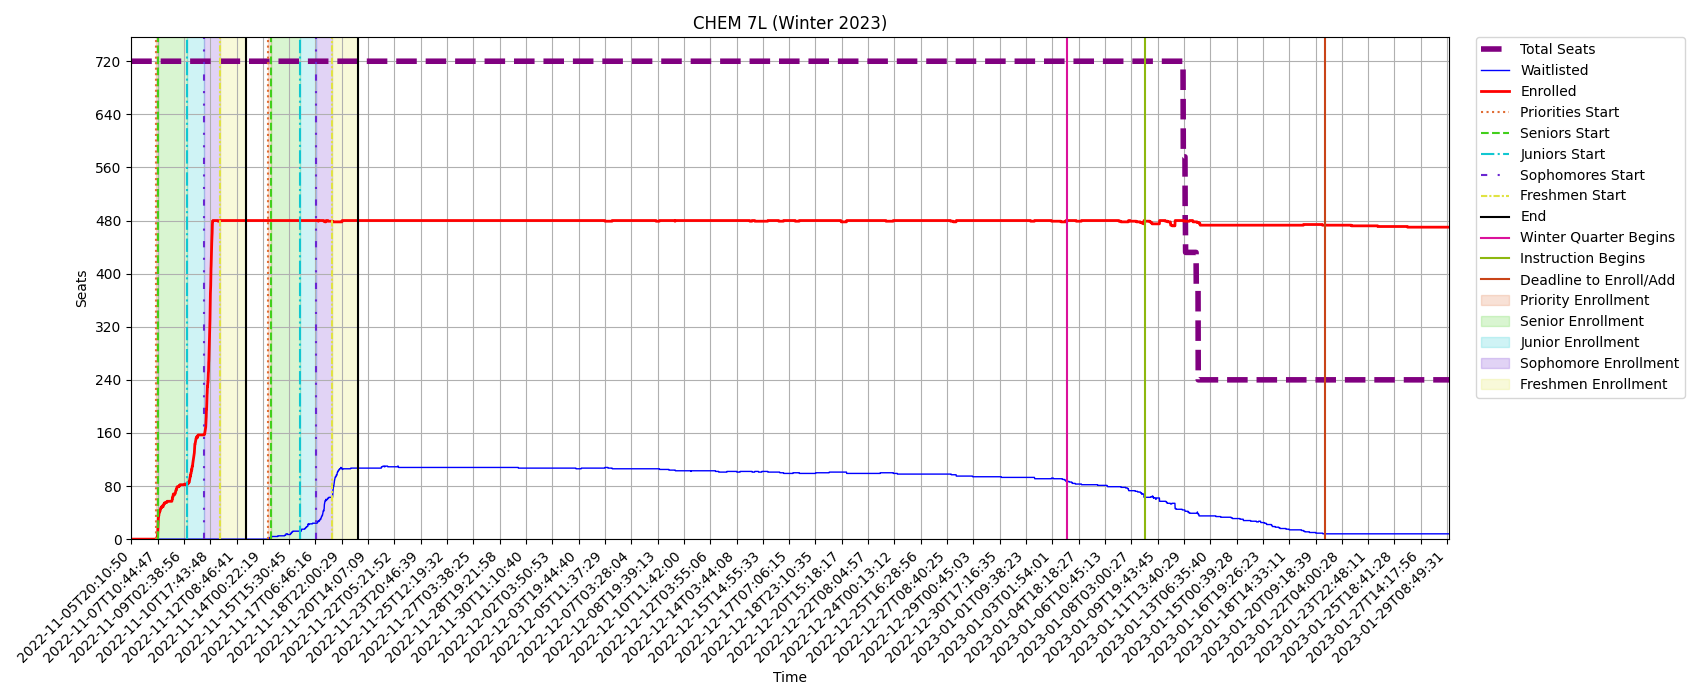 CHEM 7L (Winter 2023)
Seats
720
640
560
480
400
320
240
160
80
0
2022-11-05T20:10:50
2022-11-07T10:44:47
2022-11-09T02:38:56
2022-11-10T17:43:48
2022-11-12T08:46:41
2022-11-14T00:22:19
2022-11-15T15:30:45
2022-11-17T06:46:16
2022-11-18T22:00:29
2022-11-20T14:07:09
2022-11-22T05:21:52
2022-11-23T20:46:39
2022-11-25T12:19:32
2022-11-27T03:38:25
2022-11-28T19:21:58
2022-11-30T11:10:40
2022-12-02T03:50:53
2022-12-03T19:44:40
2022-12-05T11:37:29
2022-12-07T03:28:04
2022-12-08T19:39:13
2022-12-10T11:42:00
2022-12-12T03:55:06
2022-12-13T03:44:08
2022-12-15T14:55:33
2022-12-17T07:06:15
2022-12-18T23:10:35
2022-12-20T15:18:17
2022-12-22T08:04:57
2022-12-24T00:13:12
2022-12-25T16:28:56
2022-12-27T08:40:25
2022-12-29T00:45:03
2022-12-30T17:16:35
2023-01-01T09:38:23
2023-01-03T01:54:01
2023-01-04T18:18:27
2023-01-06T10:45:13
2023-01-08T03:00:27
2023-01-09T19:43:45
2023-01-11T13:40:29
2023-01-13T06:35:40
2023-01-15T00:39:28
2023-01-16T19:26:23
2023-01-18T14:33:11
2023-01-20T09:18:39
2023-01-22T04:00:28
2023-01-23T22:48:11
2023-01-25T18:41:28
2023-01-27T14:17:56
2023-01-29T08:49:31
Time
Total Seats
Waitlisted
Enrolled
Priorities Start
Seniors Start
Juniors Start
Sophomores Start
Freshmen Start
End
Winter Quarter Begins
Instruction Begins
Deadline to Enroll/Add
Priority Enrollment
Senior Enrollment
Junior Enrollment
Sophomore Enrollment
Freshmen Enrollment